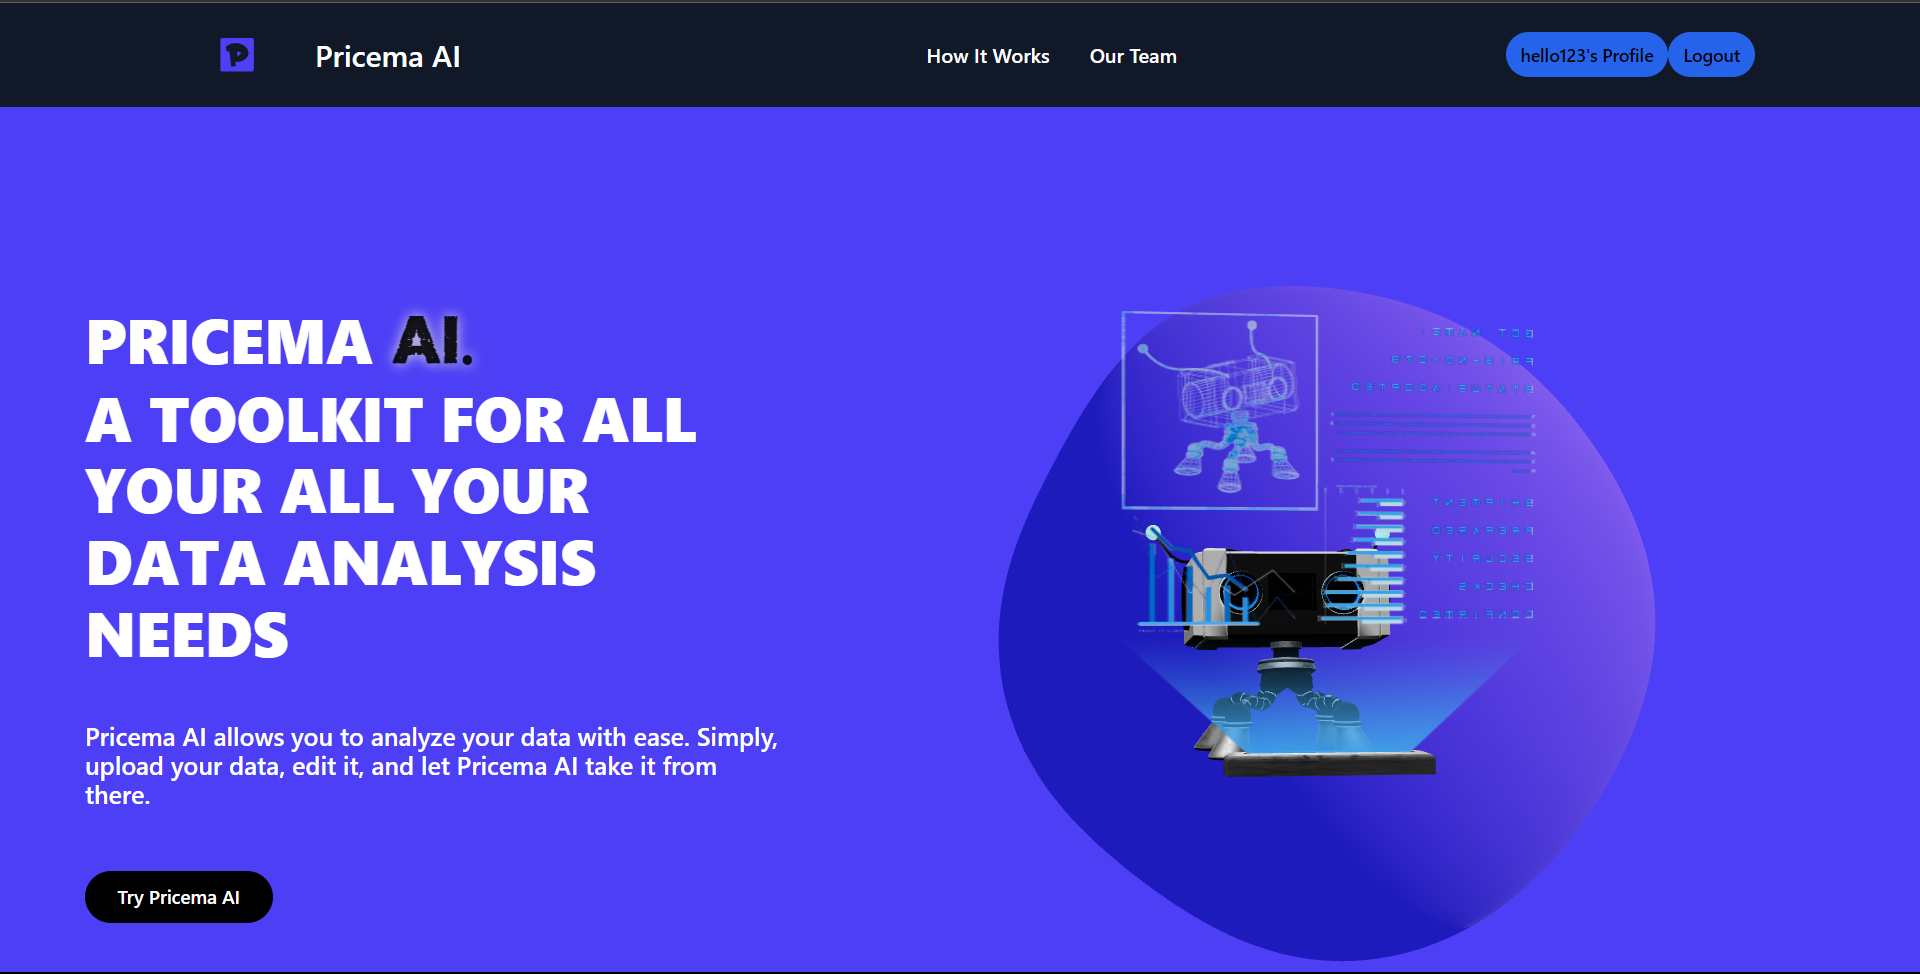 P
Pricema AI
How It Works
Our Team
hello123's Profile
Logout
PRICEMA AI.
A TOOLKIT FOR ALL
YOUR ALL YOUR
DATA ANALYSIS
NEEDS
Pricema AI allows you to analyze your data with ease. Simply,
upload your data, edit it, and let Pricema AI take it from
there.
Try Pricema AI